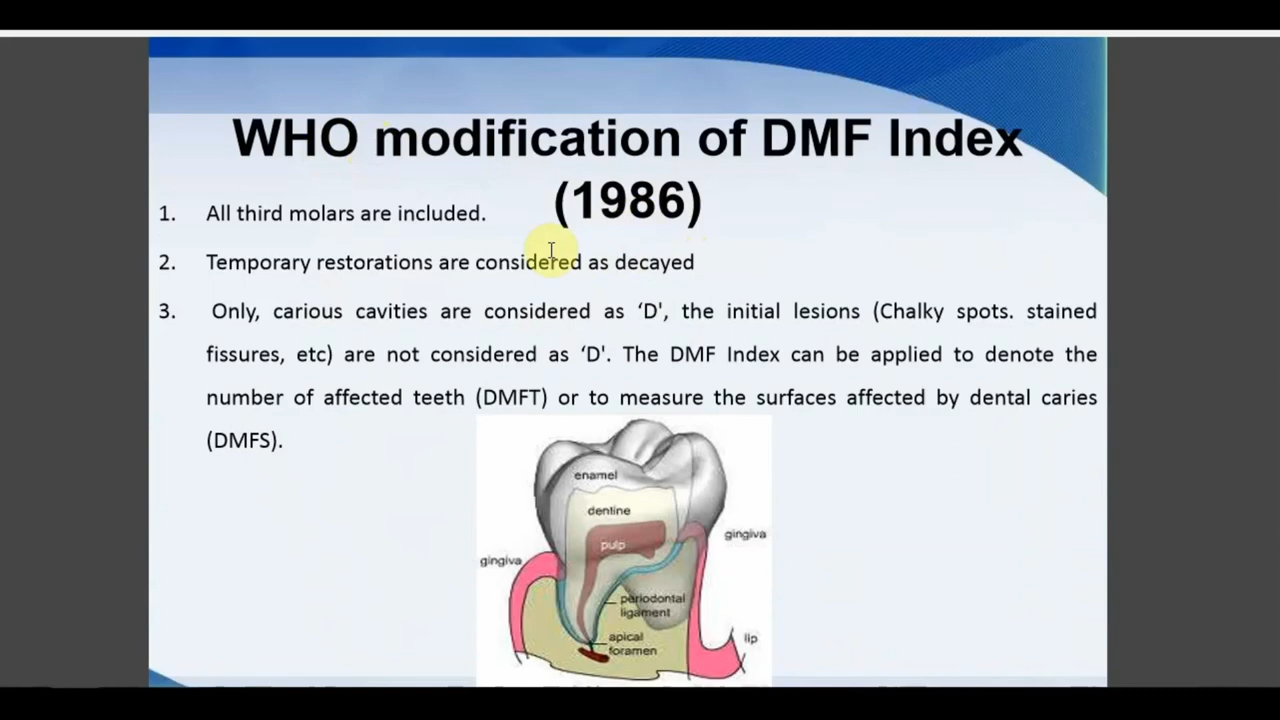 WHO modification of DMF Index
(1986)
1. All third molars are included.
2. Temporary restorations are considered as decayed
3. Only, carious cavities are considered as ‘D', the initial lesions (Chalky spots. stained
fissures, etc) are not considered as ‘D'. The DMF Index can be applied to denote the
number of affected teeth (DMFT) or to measure the surfaces affected by dental caries
(DMFS).
enamel
dentine
gingiva
pulp
gingiva
periodontal
ligament
apical
foramen
lip